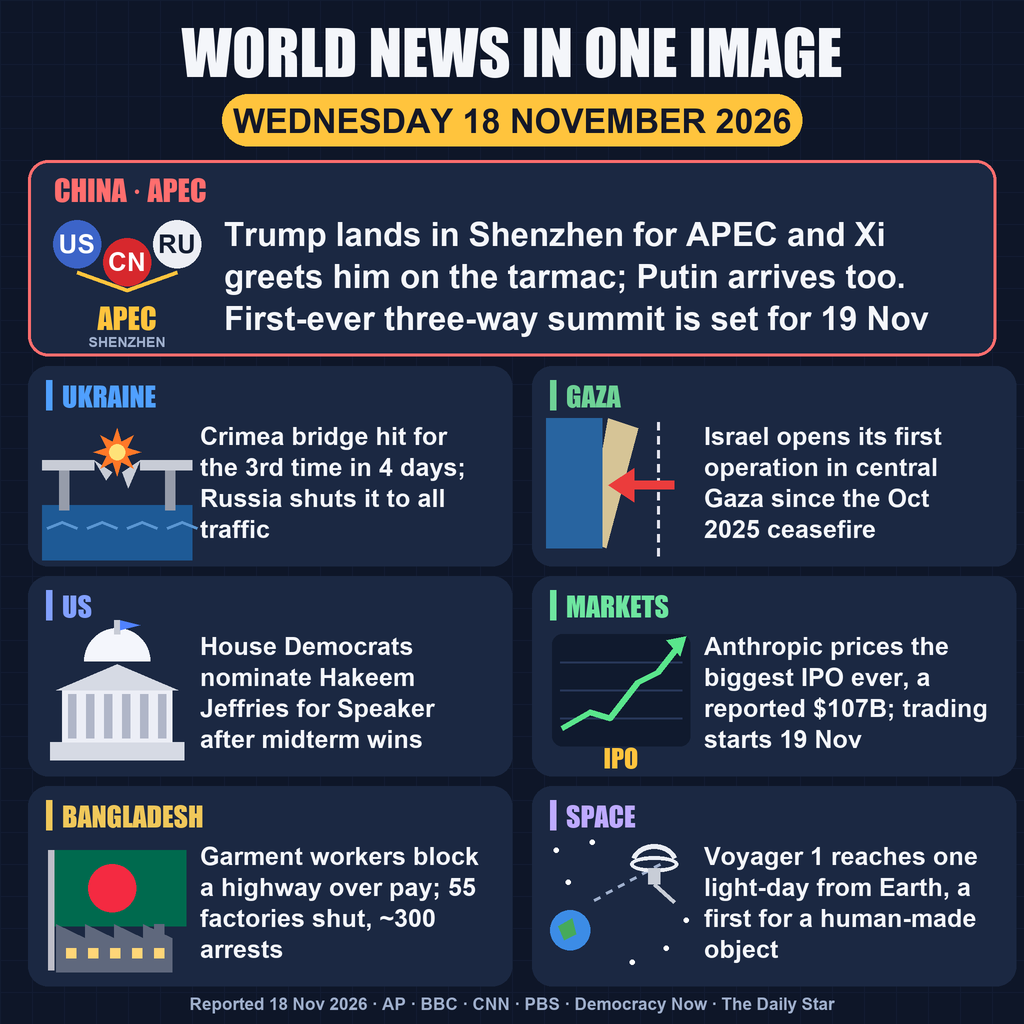 WORLD NEWS IN ONE IMAGE
WEDNESDAY 18 NOVEMBER 2026
CHINA · APEC
US
CN
RU
APEC
SHENZHEN
Trump lands in Shenzhen for APEC and Xi
greets him on the tarmac; Putin arrives too.
First-ever three-way summit is set for 19 Nov
UKRAINE
Crimea bridge hit for
the 3rd time in 4 days;
Russia shuts it to all
traffic
GAZA
Israel opens its first
operation in central
Gaza since the Oct
2025 ceasefire
US
House Democrats
nominate Hakeem
Jeffries for Speaker
after midterm wins
MARKETS
IPO
Anthropic prices the
biggest IPO ever, a
reported $107B; trading
starts 19 Nov
BANGLADESH
Garment workers block
a highway over pay; 55
factories shut, ~300
arrests
SPACE
Voyager 1 reaches one
light-day from Earth, a
first for a human-made
object
Reported 18 Nov 2026 · AP · BBC · CNN · PBS · Democracy Now · The Daily Star